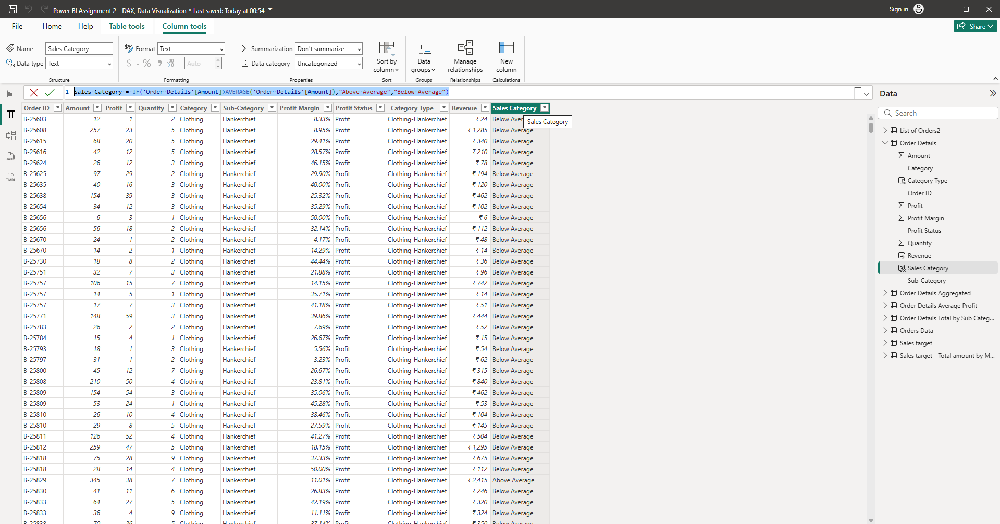 Power BI Assignment 2 - DAX, Data Visualization • Last saved: Today at 00:54
Sign in
File Home Help Table tools Column tools
Share
Name Sales Category
Data type Text
Structure
Format Text
$ % 9 .00 Auto
Formatting
Summarization Don't summarize
Data category Uncategorized
Properties
Sort by column
Sort
Data groups
Groups
Manage relationships
Relationships
New column
Calculations
1 Sales Category = IF('Order Details'[Amount]>AVERAGE('Order Details'[Amount]),"Above Average","Below Average")
DAX
TMDL
Order ID Amount Profit Quantity Category Sub-Category Profit Margin Profit Status Category Type Revenue Sales Category
B-25603 12 1 2 Clothing Hankerchief 8.33% Profit Clothing-Hankerchief ₹ 24 Below Aver
Sales Category
B-25608 257 23 5 Clothing Hankerchief 8.95% Profit Clothing-Hankerchief ₹ 1,285 Below Average
B-25615 68 20 5 Clothing Hankerchief 29.41% Profit Clothing-Hankerchief ₹ 340 Below Average
B-25616 42 12 5 Clothing Hankerchief 28.57% Profit Clothing-Hankerchief ₹ 210 Below Average
B-25624 26 12 3 Clothing Hankerchief 46.15% Profit Clothing-Hankerchief ₹ 78 Below Average
B-25625 97 29 2 Clothing Hankerchief 29.90% Profit Clothing-Hankerchief ₹ 194 Below Average
B-25635 40 16 3 Clothing Hankerchief 40.00% Profit Clothing-Hankerchief ₹ 120 Below Average
B-25638 154 39 3 Clothing Hankerchief 25.32% Profit Clothing-Hankerchief ₹ 462 Below Average
B-25654 34 12 3 Clothing Hankerchief 35.29% Profit Clothing-Hankerchief ₹ 102 Below Average
B-25656 6 3 1 Clothing Hankerchief 50.00% Profit Clothing-Hankerchief ₹ 6 Below Average
B-25656 56 18 2 Clothing Hankerchief 32.14% Profit Clothing-Hankerchief ₹ 112 Below Average
B-25670 24 1 2 Clothing Hankerchief 4.17% Profit Clothing-Hankerchief ₹ 48 Below Average
B-25670 14 2 1 Clothing Hankerchief 14.29% Profit Clothing-Hankerchief ₹ 14 Below Average
B-25730 18 8 2 Clothing Hankerchief 44.44% Profit Clothing-Hankerchief ₹ 36 Below Average
B-25751 32 7 3 Clothing Hankerchief 21.88% Profit Clothing-Hankerchief ₹ 96 Below Average
B-25757 106 15 7 Clothing Hankerchief 14.15% Profit Clothing-Hankerchief ₹ 742 Below Average
B-25757 14 5 1 Clothing Hankerchief 35.71% Profit Clothing-Hankerchief ₹ 14 Below Average
B-25757 17 7 3 Clothing Hankerchief 41.18% Profit Clothing-Hankerchief ₹ 51 Below Average
B-25771 148 59 3 Clothing Hankerchief 39.86% Profit Clothing-Hankerchief ₹ 444 Below Average
B-25783 26 2 2 Clothing Hankerchief 7.69% Profit Clothing-Hankerchief ₹ 52 Below Average
B-25784 15 4 1 Clothing Hankerchief 26.67% Profit Clothing-Hankerchief ₹ 15 Below Average
B-25793 18 1 3 Clothing Hankerchief 5.56% Profit Clothing-Hankerchief ₹ 54 Below Average
B-25797 31 1 2 Clothing Hankerchief 3.23% Profit Clothing-Hankerchief ₹ 62 Below Average
B-25800 45 12 7 Clothing Hankerchief 26.67% Profit Clothing-Hankerchief ₹ 315 Below Average
B-25808 210 50 4 Clothing Hankerchief 23.81% Profit Clothing-Hankerchief ₹ 840 Below Average
B-25809 154 54 3 Clothing Hankerchief 35.06% Profit Clothing-Hankerchief ₹ 462 Below Average
B-25809 53 24 1 Clothing Hankerchief 45.28% Profit Clothing-Hankerchief ₹ 53 Below Average
B-25810 26 10 4 Clothing Hankerchief 38.46% Profit Clothing-Hankerchief ₹ 104 Below Average
B-25810 29 8 5 Clothing Hankerchief 27.59% Profit Clothing-Hankerchief ₹ 145 Below Average
B-25811 126 52 4 Clothing Hankerchief 41.27% Profit Clothing-Hankerchief ₹ 504 Below Average
B-25812 259 47 5 Clothing Hankerchief 18.15% Profit Clothing-Hankerchief ₹ 1,295 Below Average
B-25818 75 28 9 Clothing Hankerchief 37.33% Profit Clothing-Hankerchief ₹ 675 Below Average
B-25818 28 14 4 Clothing Hankerchief 50.00% Profit Clothing-Hankerchief ₹ 112 Below Average
B-25829 345 38 7 Clothing Hankerchief 11.01% Profit Clothing-Hankerchief ₹ 2,415 Above Average
B-25830 41 11 6 Clothing Hankerchief 26.83% Profit Clothing-Hankerchief ₹ 246 Below Average
B-25833 64 27 5 Clothing Hankerchief 42.19% Profit Clothing-Hankerchief ₹ 320 Below Average
B-25833 36 4 9 Clothing Hankerchief 11.11% Profit Clothing-Hankerchief ₹ 324 Below Average
B-25838 70 26 5 Clothing Hankerchief 37.14% Profit Clothing-Hankerchief ₹ 350 Below Average
Data
Search
List of Orders2
Order Details
Amount
Category
Category Type
Order ID
Profit
Profit Margin
Profit Status
Quantity
Revenue
Sales Category
Sub-Category
Order Details Aggregated
Order Details Average Profit
Order Details Total by Sub Categ...
Orders Data
Sales target
Sales target - Total amount by M...